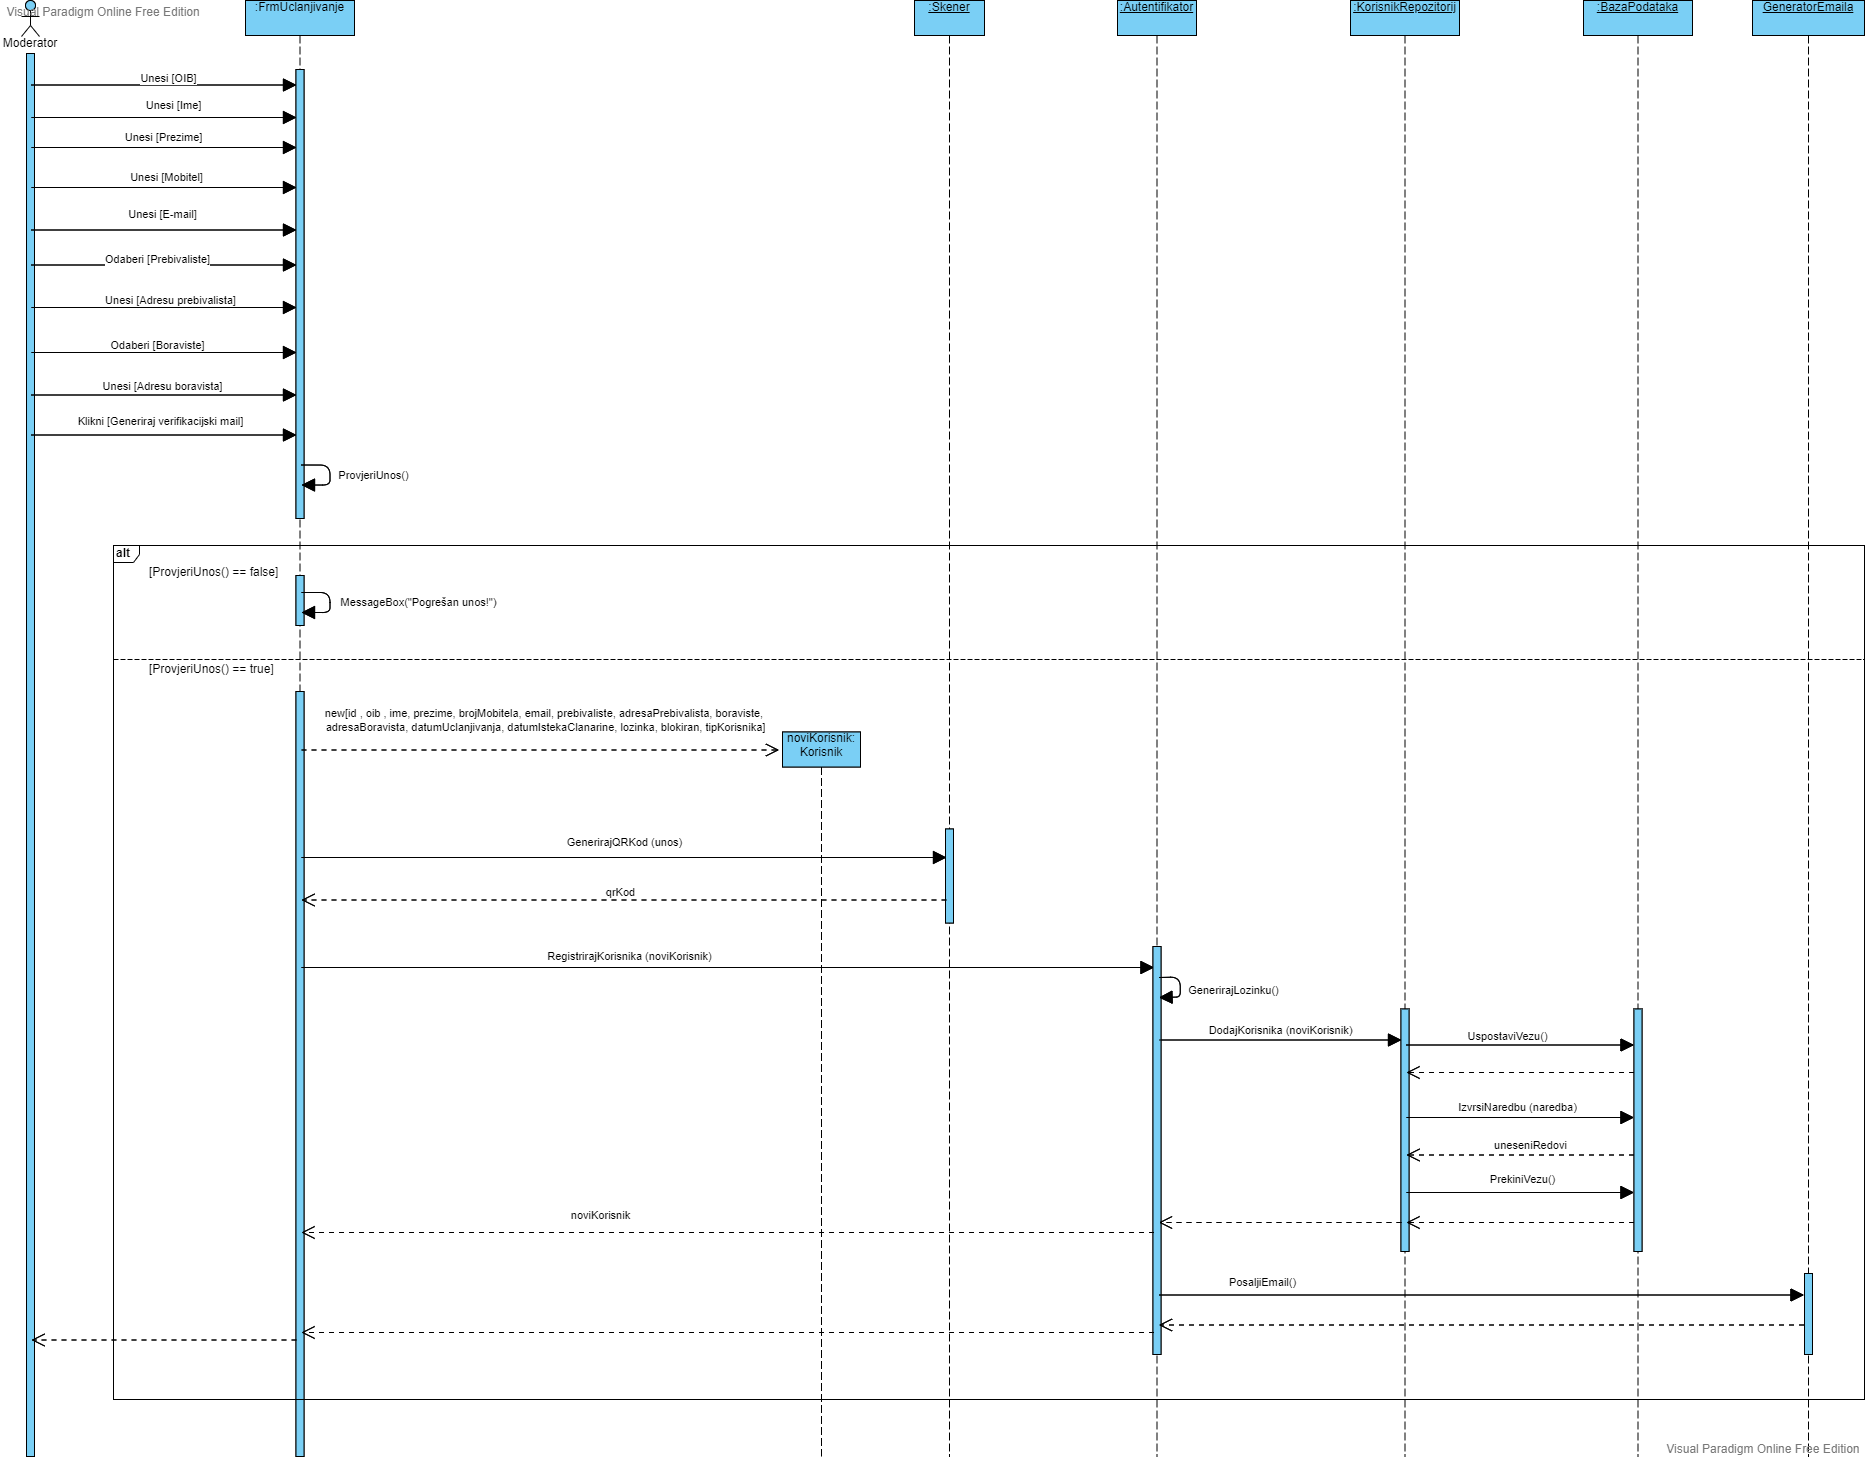 Visual Paradigm Online Free Edition
Moderator
:FrmUclanjivanje
:Skener
:Autentifikator
:KorisnikRepozitorij
:BazaPodataka
GeneratorEmaila
Unesi [OIB]
Unesi [Ime]
Unesi [Prezime]
Unesi [Mobitel]
Unesi [E-mail]
Odaberi [Prebivaliste]
Unesi [Adresu prebivalista]
Odaberi [Boraviste]
Unesi [Adresu boravista]
Klikni [Generiraj verifikacijski mail]
ProvjeriUnos()
alt
[ProvjeriUnos() == false]
MessageBox("Pogrešan unos!")
[ProvjeriUnos() == true]
new[id , oib , ime, prezime, brojMobitela, email, prebivaliste, adresaPrebivalista, boraviste,
adresaBoravista, datumUclanjivanja, datumIstekaClanarine, lozinka, blokiran, tipKorisnika]
noviKorisnik:
Korisnik
GenerirajQRKod (unos)
qrKod
RegistrirajKorisnika (noviKorisnik)
GenerirajLozinku()
DodajKorisnika (noviKorisnik)
UspostaviVezu()
IzvrsiNaredbu (naredba)
uneseniRedovi
PrekiniVezu()
noviKorisnik
PosaljiEmail()
Visual Paradigm Online Free Edition